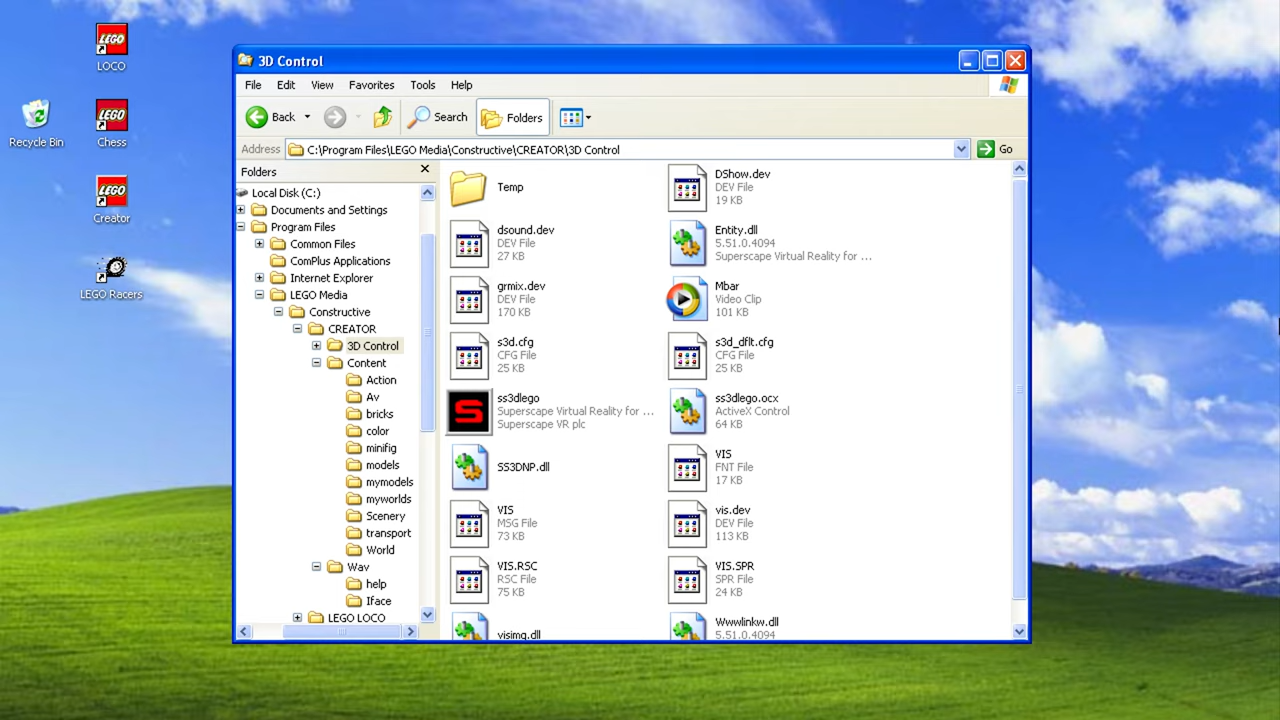 LEGO
LOCO
Recycle Bin
LEGO
Chess
LEGO
Creator
LEGO Racers
3D Control
File Edit View Favorites Tools Help
Back Search Folders
Address C:\Program Files\LEGO Media\Constructive\CREATOR\3D Control Go
Folders
Local Disk (C:)
Documents and Settings
Program Files
Common Files
ComPlus Applications
Internet Explorer
LEGO Media
Constructive
CREATOR
3D Control
Content
Action
Av
bricks
color
minifig
models
mymodels
myworlds
Scenery
transport
World
Wav
help
Iface
LEGO LOCO
Temp
DShow.dev
DEV File
19 KB
dsound.dev
DEV File
27 KB
Entity.dll
5.51.0.4094
Superscape Virtual Reality for ...
grmix.dev
DEV File
170 KB
Mbar
Video Clip
101 KB
s3d.cfg
CFG File
25 KB
s3d_dflt.cfg
CFG File
25 KB
S
ss3dlego
Superscape Virtual Reality for ...
Superscape VR plc
ss3dlego.ocx
ActiveX Control
64 KB
SS3DNP.dll
VIS
FNT File
17 KB
VIS
MSG File
73 KB
vis.dev
DEV File
113 KB
VIS.RSC
RSC File
75 KB
VIS.SPR
SPR File
24 KB
visimg.dll
Wwwlinkw.dll
5.51.0.4094